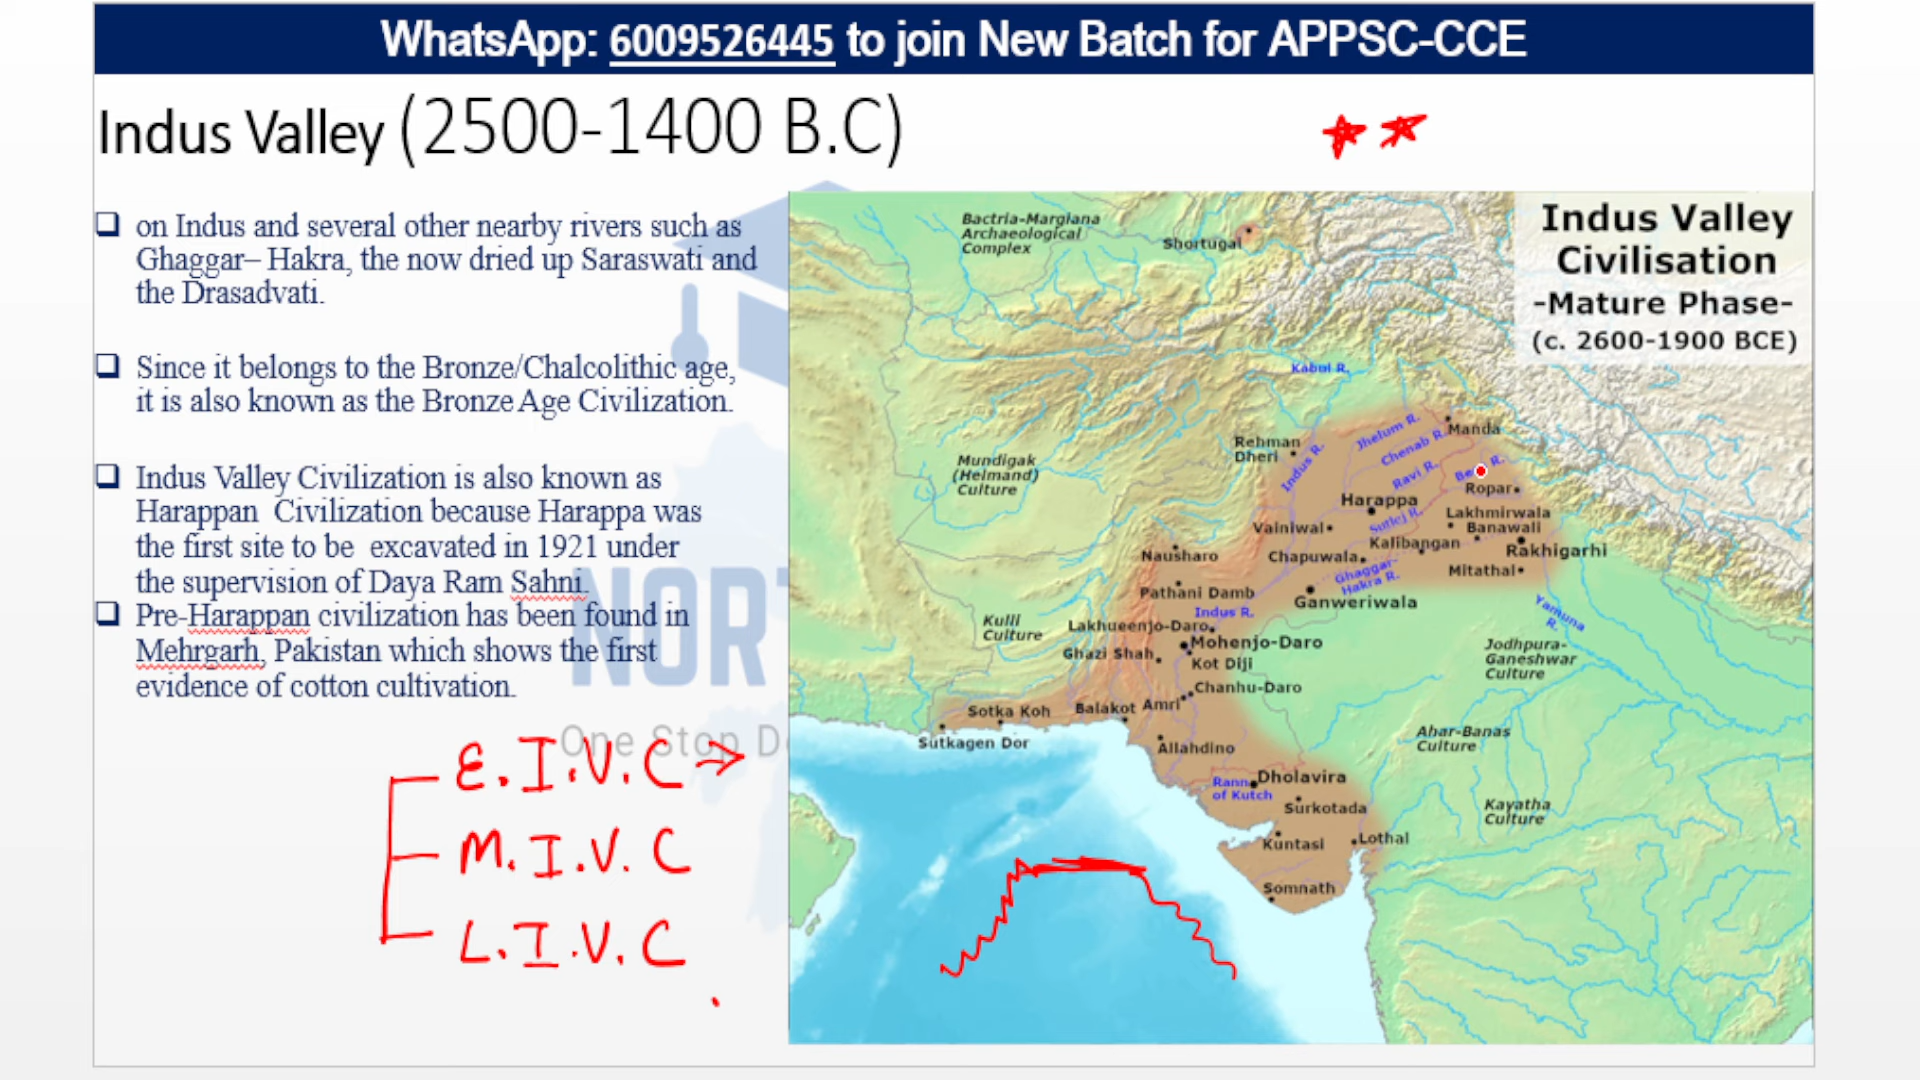 WhatsApp: 6009526445 to join New Batch for APPSC-CCE
Indus Valley (2500-1400 B.C)
on Indus and several other nearby rivers such as
Ghaggar– Hakra, the now dried up Saraswati and
the Drasadvati.
Since it belongs to the Bronze/Chalcolithic age,
it is also known as the Bronze Age Civilization.
Indus Valley Civilization is also known as
Harappan Civilization because Harappa was
the first site to be excavated in 1921 under
the supervision of Daya Ram Sahni.
Pre-Harappan civilization has been found in
Mehrgarh, Pakistan which shows the first
evidence of cotton cultivation.
One Stop
E.I.V.C →
M.I.V.C
L.I.V.C
Indus Valley
Civilisation
-Mature Phase-
(c. 2600-1900 BCE)
Bactria-Margiana
Archaeological
Complex
Shortugai
Kabul R.
Manda
Jhelum R.
Chenab R.
Ravi R.
Rehman
Dheri
Indus R.
Mundigak
(Helmand)
Culture
Ropar
Harappa
Lakhmirwala
Sutlej R.
Banawali
Vainiwal
Kalibangan
Rakhigarhi
Nausharo
Chapuwala
Mitathal
Ghaggar-
Hakra R.
Pathani Damb
Ganweriwala
Indus R.
Yamuna
R.
Kulli
Culture
Lakhueenjo-Daro
Mohenjo-Daro
Ghazi Shah
Kot Diji
Jodhpura-
Ganeshwar
Culture
Chanhu-Daro
Sotka Koh
Balakot
Amri
Sutkagen Dor
Allahdino
Ahar-Banas
Culture
Rann
of Kutch
Dholavira
Surkotada
Kayatha
Culture
Kuntasi
Lothal
Somnath